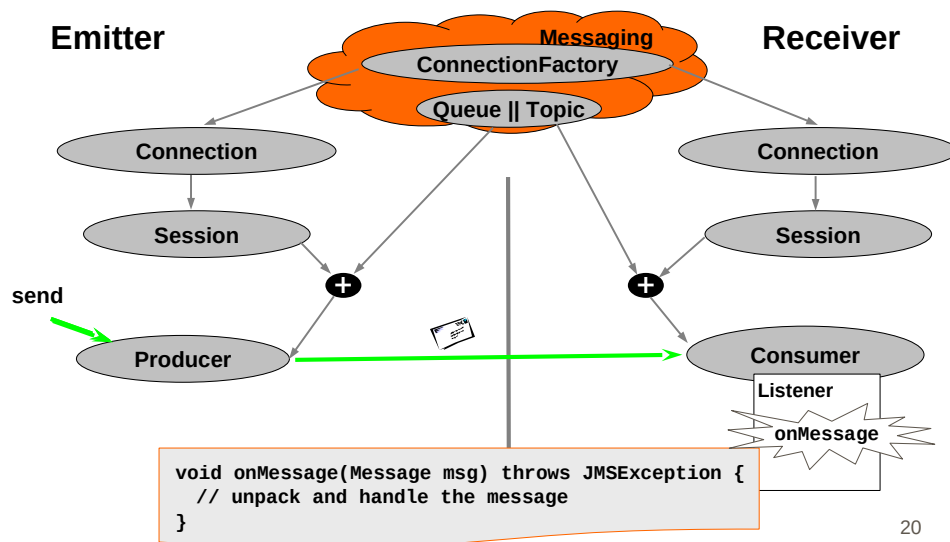 Emitter
Messaging
Receiver
ConnectionFactory
Queue || Topic
Connection
Connection
Session
Session
+
+
send
Producer
Consumer
Listener
onMessage
void onMessage(Message msg) throws JMSException {
// unpack and handle the message
}
20